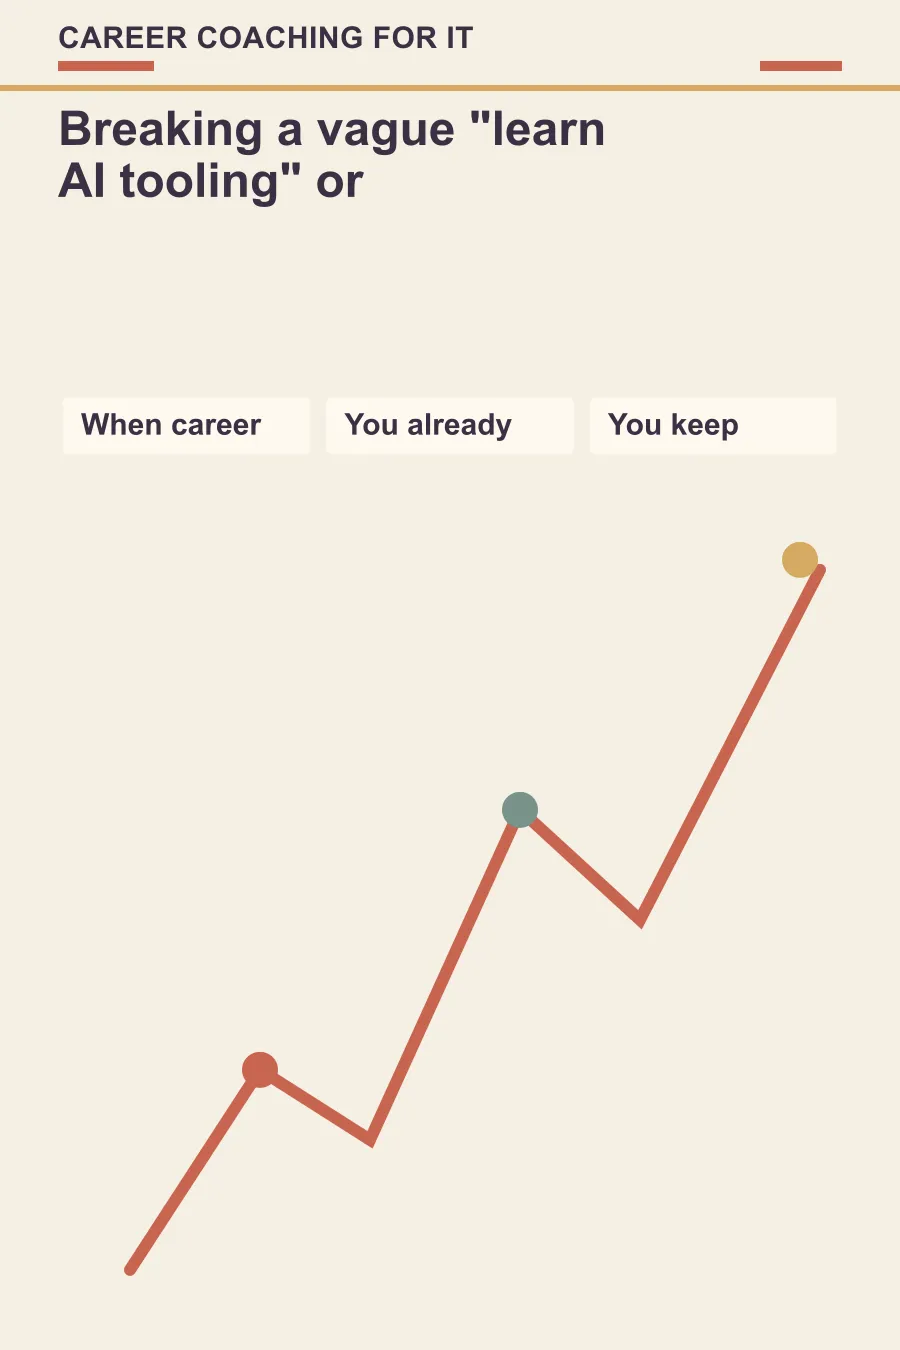 CAREER COACHING FOR IT
Breaking a vague "learn
AI tooling" or
When career
You already
You keep